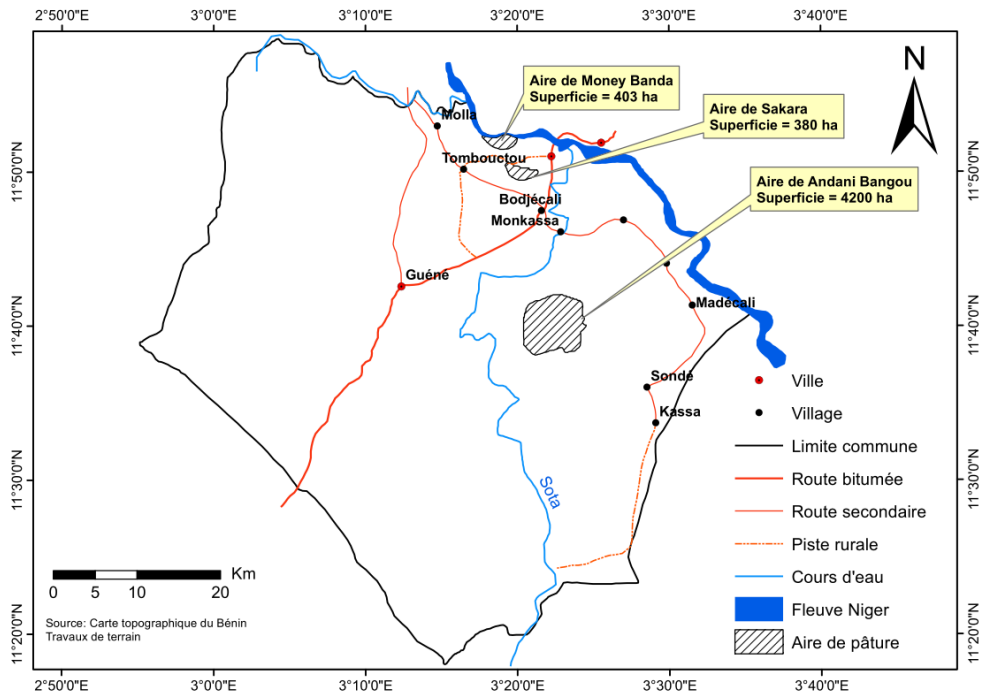 2°50'0"E
3°0'0"E
3°10'0"E
3°20'0"E
3°30'0"E
3°40'0"E
N
Aire de Money Banda
Superficie = 403 ha
Aire de Sakara
Superficie = 380 ha
Aire de Andani Bangou
Superficie = 4200 ha
Molla
Tombouctou
Bodjécali
Monkassa
Guéné
Madécali
Sondé
Kassa
Sota
11°50'0"N
11°40'0"N
11°30'0"N
11°20'0"N
11°50'0"N
11°40'0"N
11°30'0"N
11°20'0"N
Ville
Village
Limite commune
Route bitumée
Route secondaire
Piste rurale
Cours d'eau
Fleuve Niger
Aire de pâture
Km
0 5 10 20
Source: Carte topographique du Bénin
Travaux de terrain
2°50'0"E
3°0'0"E
3°10'0"E
3°20'0"E
3°30'0"E
3°40'0"E